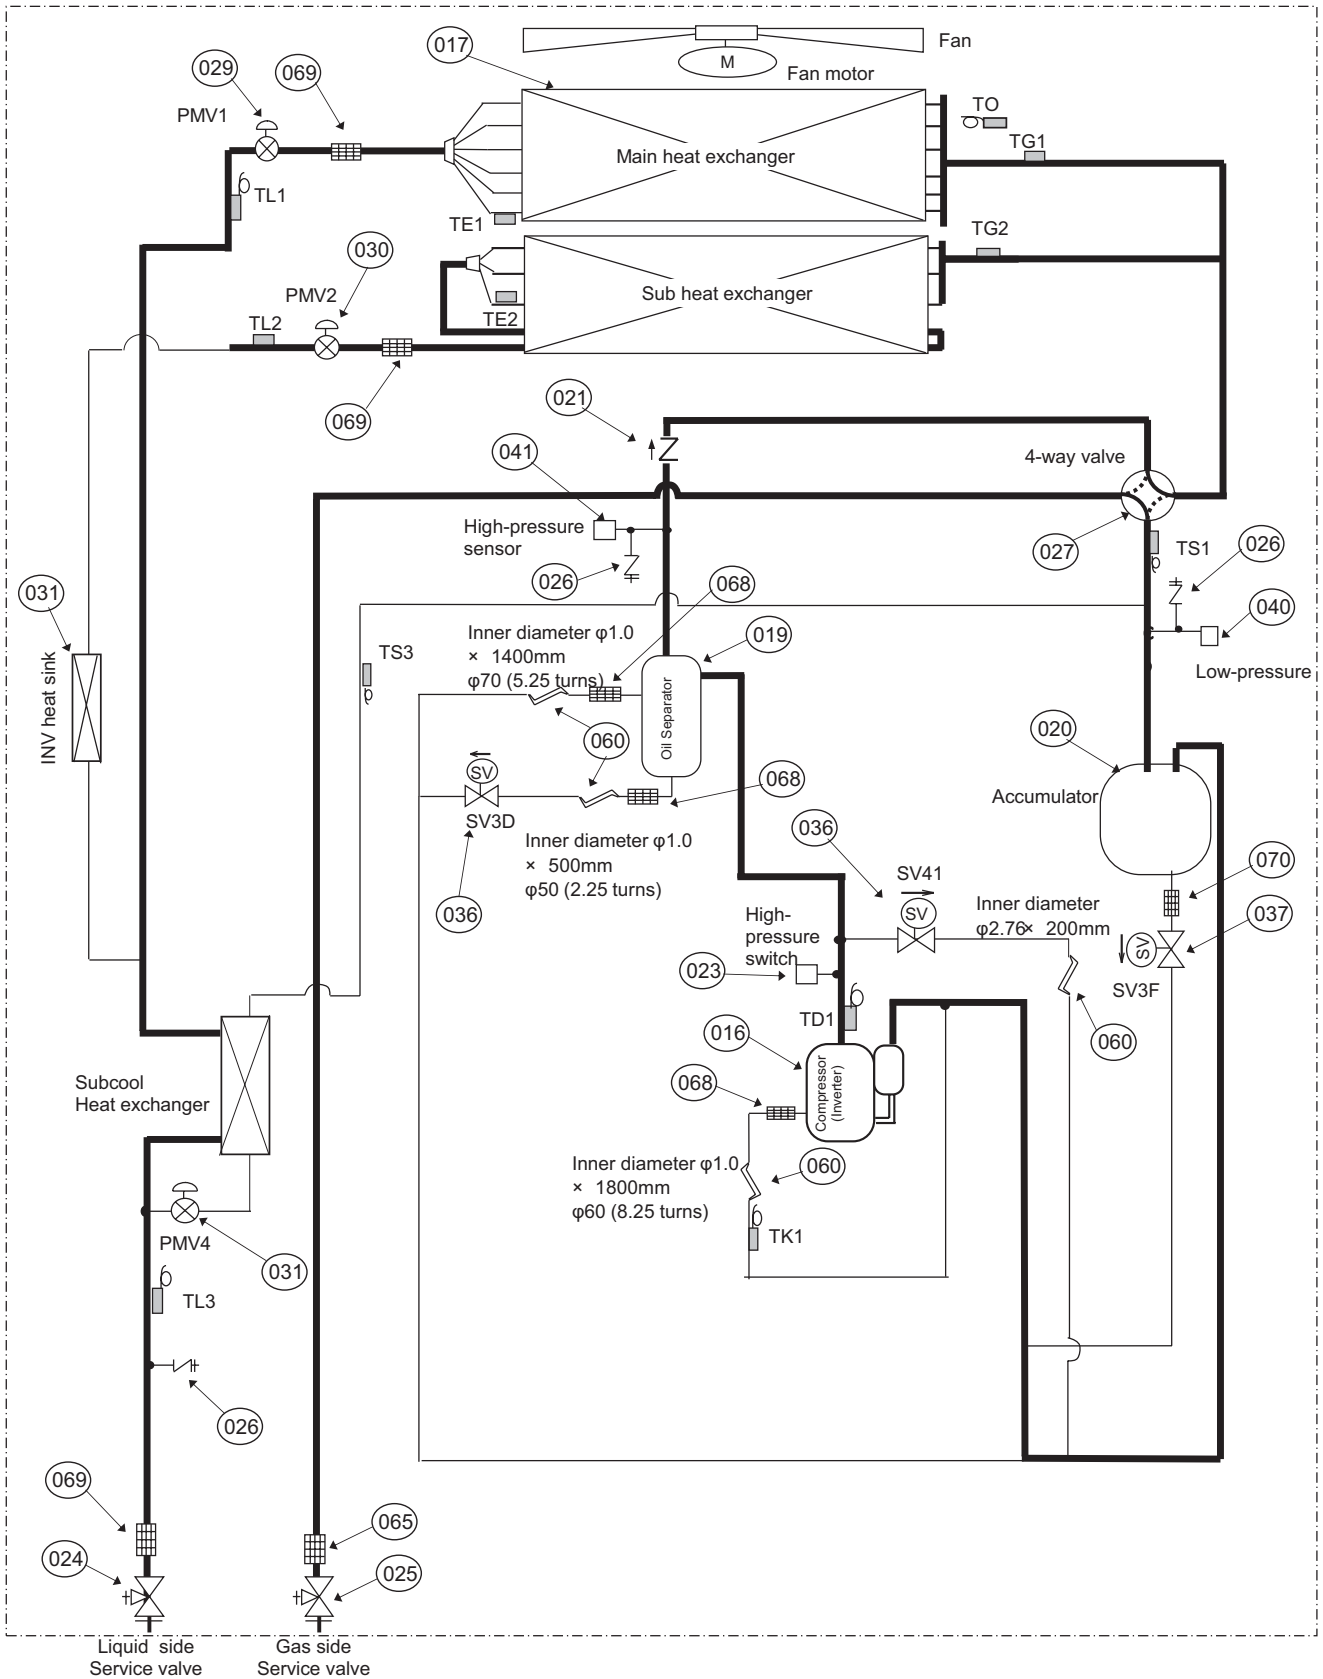 017
Fan
M
Fan motor
029
069
PMV1
TO
TG1
Main heat exchanger
TL1
TE1
030
TG2
PMV2
Sub heat exchanger
TL2
TE2
069
021
041
4-way valve
High-pressure
sensor
026
068
027
TS1
026
031
040
Inner diameter φ1.0
× 1400mm
φ70 (5.25 turns)
019
TS3
Low-pressure
INV heat sink
Oil Separator
060
020
SV
068
Accumulator
SV3D
Inner diameter φ1.0
× 500mm
φ50 (2.25 turns)
036
036
SV41
SV
070
Inner diameter
φ2.76× 200mm
037
High-
pressure
switch
SV
023
SV3F
TD1
016
060
Compressor
(Inverter)
068
Subcool
Heat exchanger
Inner diameter φ1.0
× 1800mm
φ60 (8.25 turns)
060
TK1
PMV4
031
TL3
026
069
065
024
025
Liquid side
Service valve
Gas side
Service valve